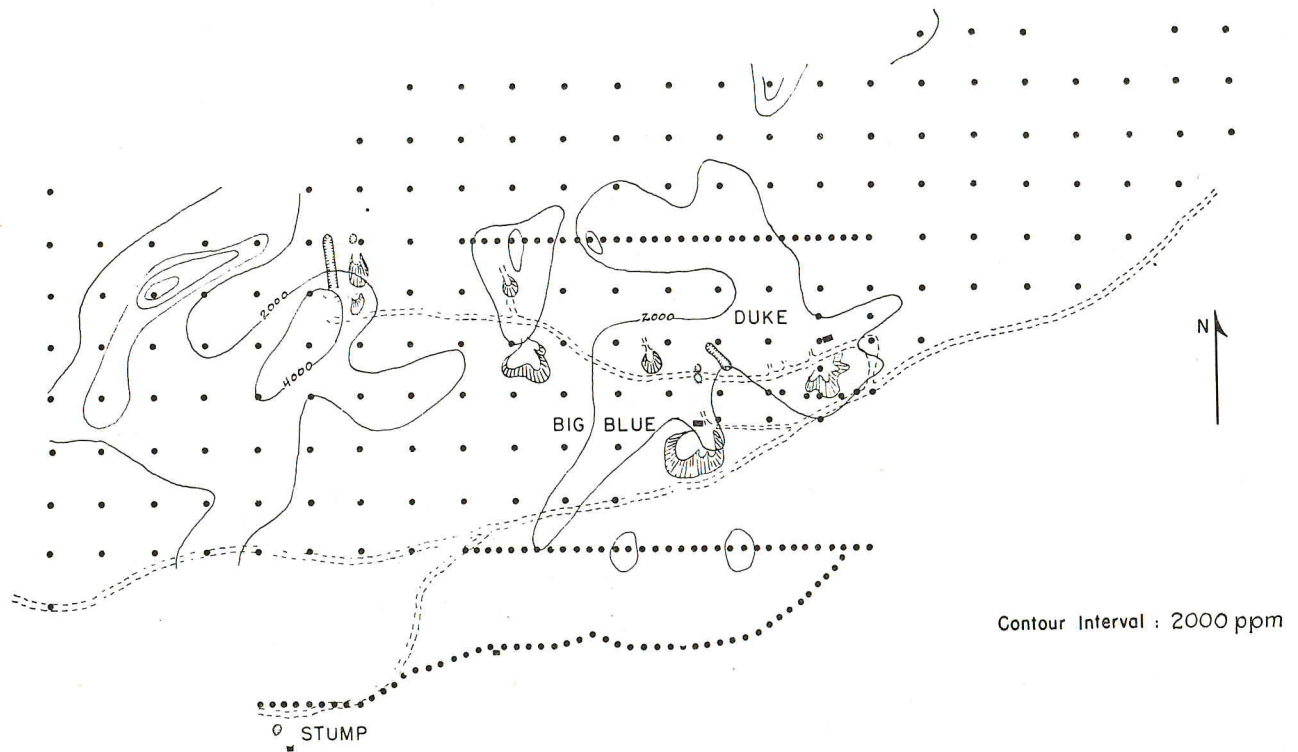 2000
2000
DUKE
N
4000
BIG BLUE
Contour Interval : 2000 ppm
STUMP